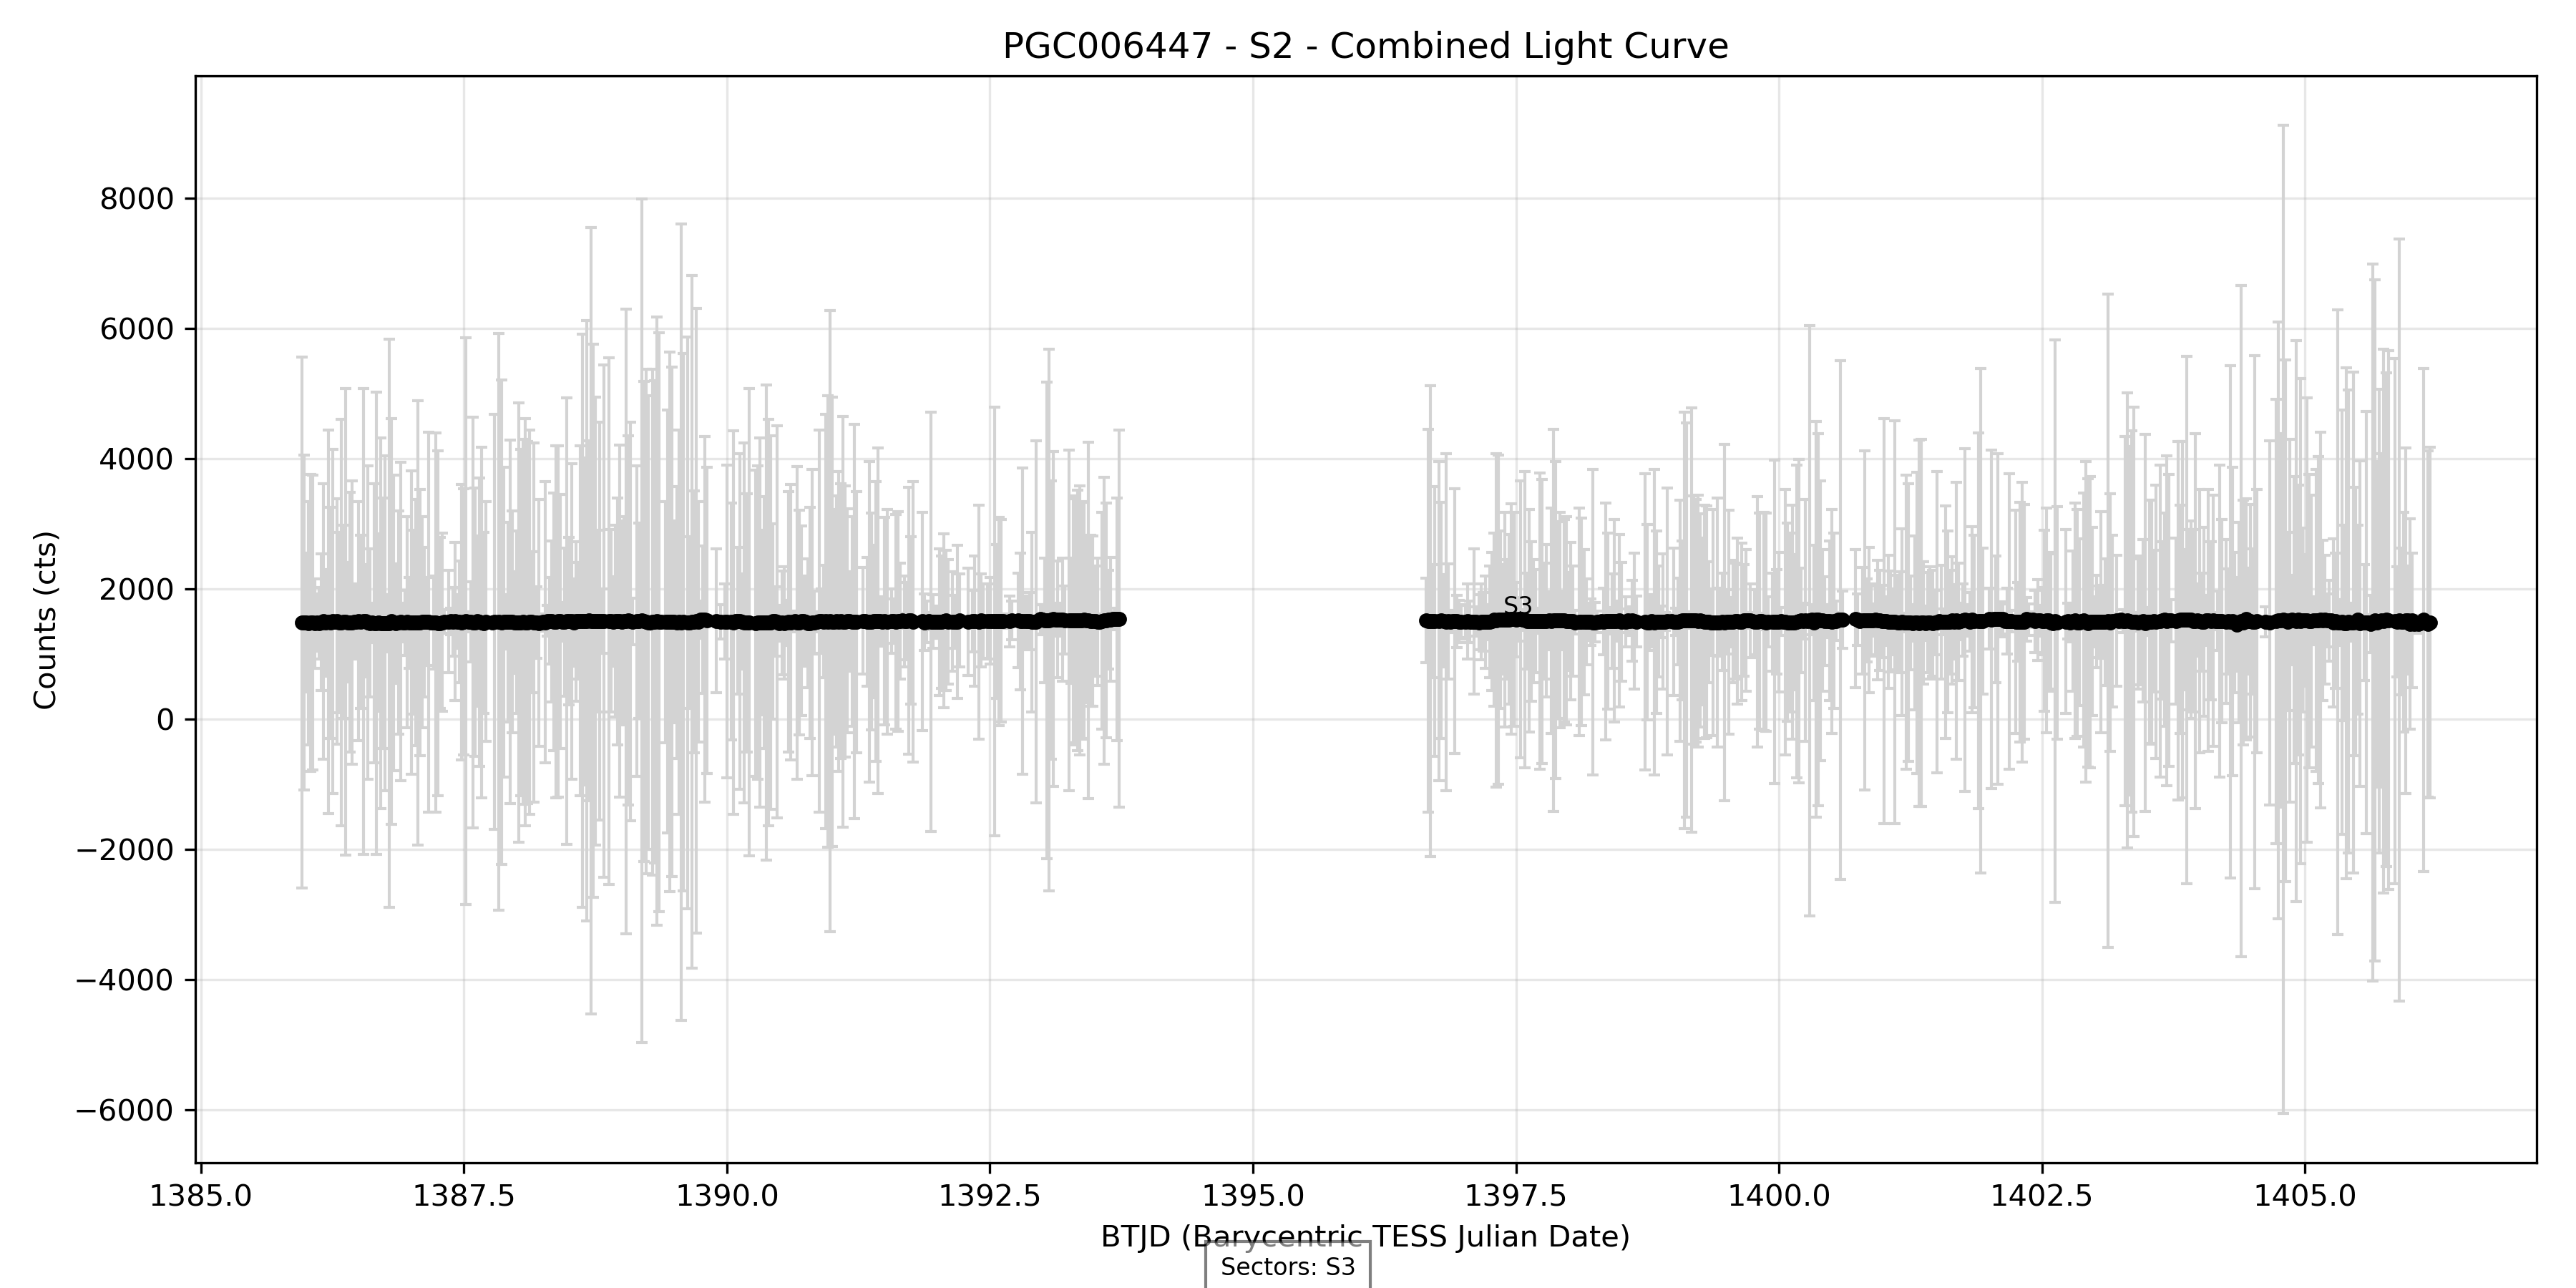 PGC006447 - S2 - Combined Light Curve
8000
6000
4000
2000
0
−2000
−4000
−6000
Counts (cts)
S3
1385.0 1387.5 1390.0 1392.5 1395.0 1397.5 1400.0 1402.5 1405.0
BTJD (Barycentric TESS Julian Date)
Sectors: S3